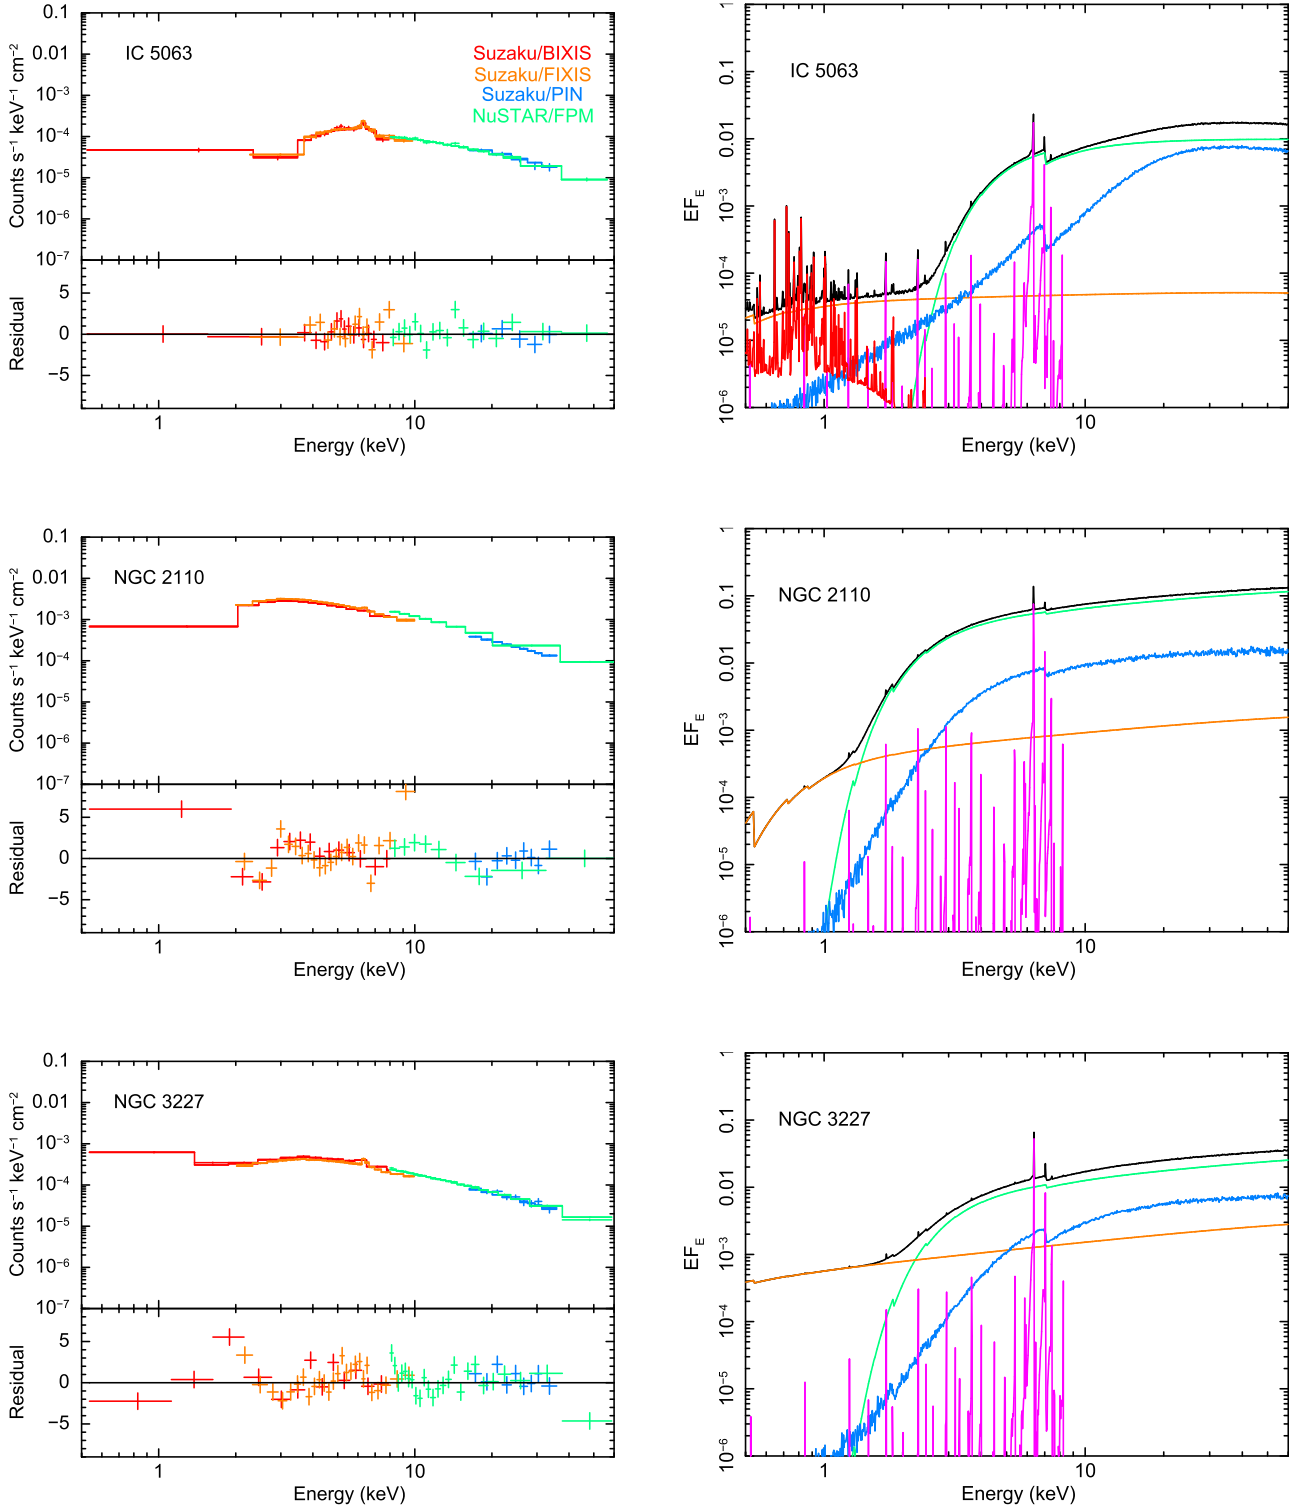 0.1
0.01
10⁻³
10⁻⁴
10⁻⁵
10⁻⁶
10⁻⁷
Counts s⁻¹ keV⁻¹ cm⁻²
IC 5063
Suzaku/BIXIS
Suzaku/FIXIS
Suzaku/PIN
NuSTAR/FPM
5
0
−5
Residual
1 10
Energy (keV)
1
0.1
0.01
10⁻³
10⁻⁴
10⁻⁵
10⁻⁶
EF_E
IC 5063
1 10
Energy (keV)
0.1
0.01
10⁻³
10⁻⁴
10⁻⁵
10⁻⁶
10⁻⁷
Counts s⁻¹ keV⁻¹ cm⁻²
NGC 2110
5
0
−5
Residual
1 10
Energy (keV)
1
0.1
0.01
10⁻³
10⁻⁴
10⁻⁵
10⁻⁶
EF_E
NGC 2110
1 10
Energy (keV)
0.1
0.01
10⁻³
10⁻⁴
10⁻⁵
10⁻⁶
10⁻⁷
Counts s⁻¹ keV⁻¹ cm⁻²
NGC 3227
5
0
−5
Residual
1 10
Energy (keV)
1
0.1
0.01
10⁻³
10⁻⁴
10⁻⁵
10⁻⁶
EF_E
NGC 3227
1 10
Energy (keV)